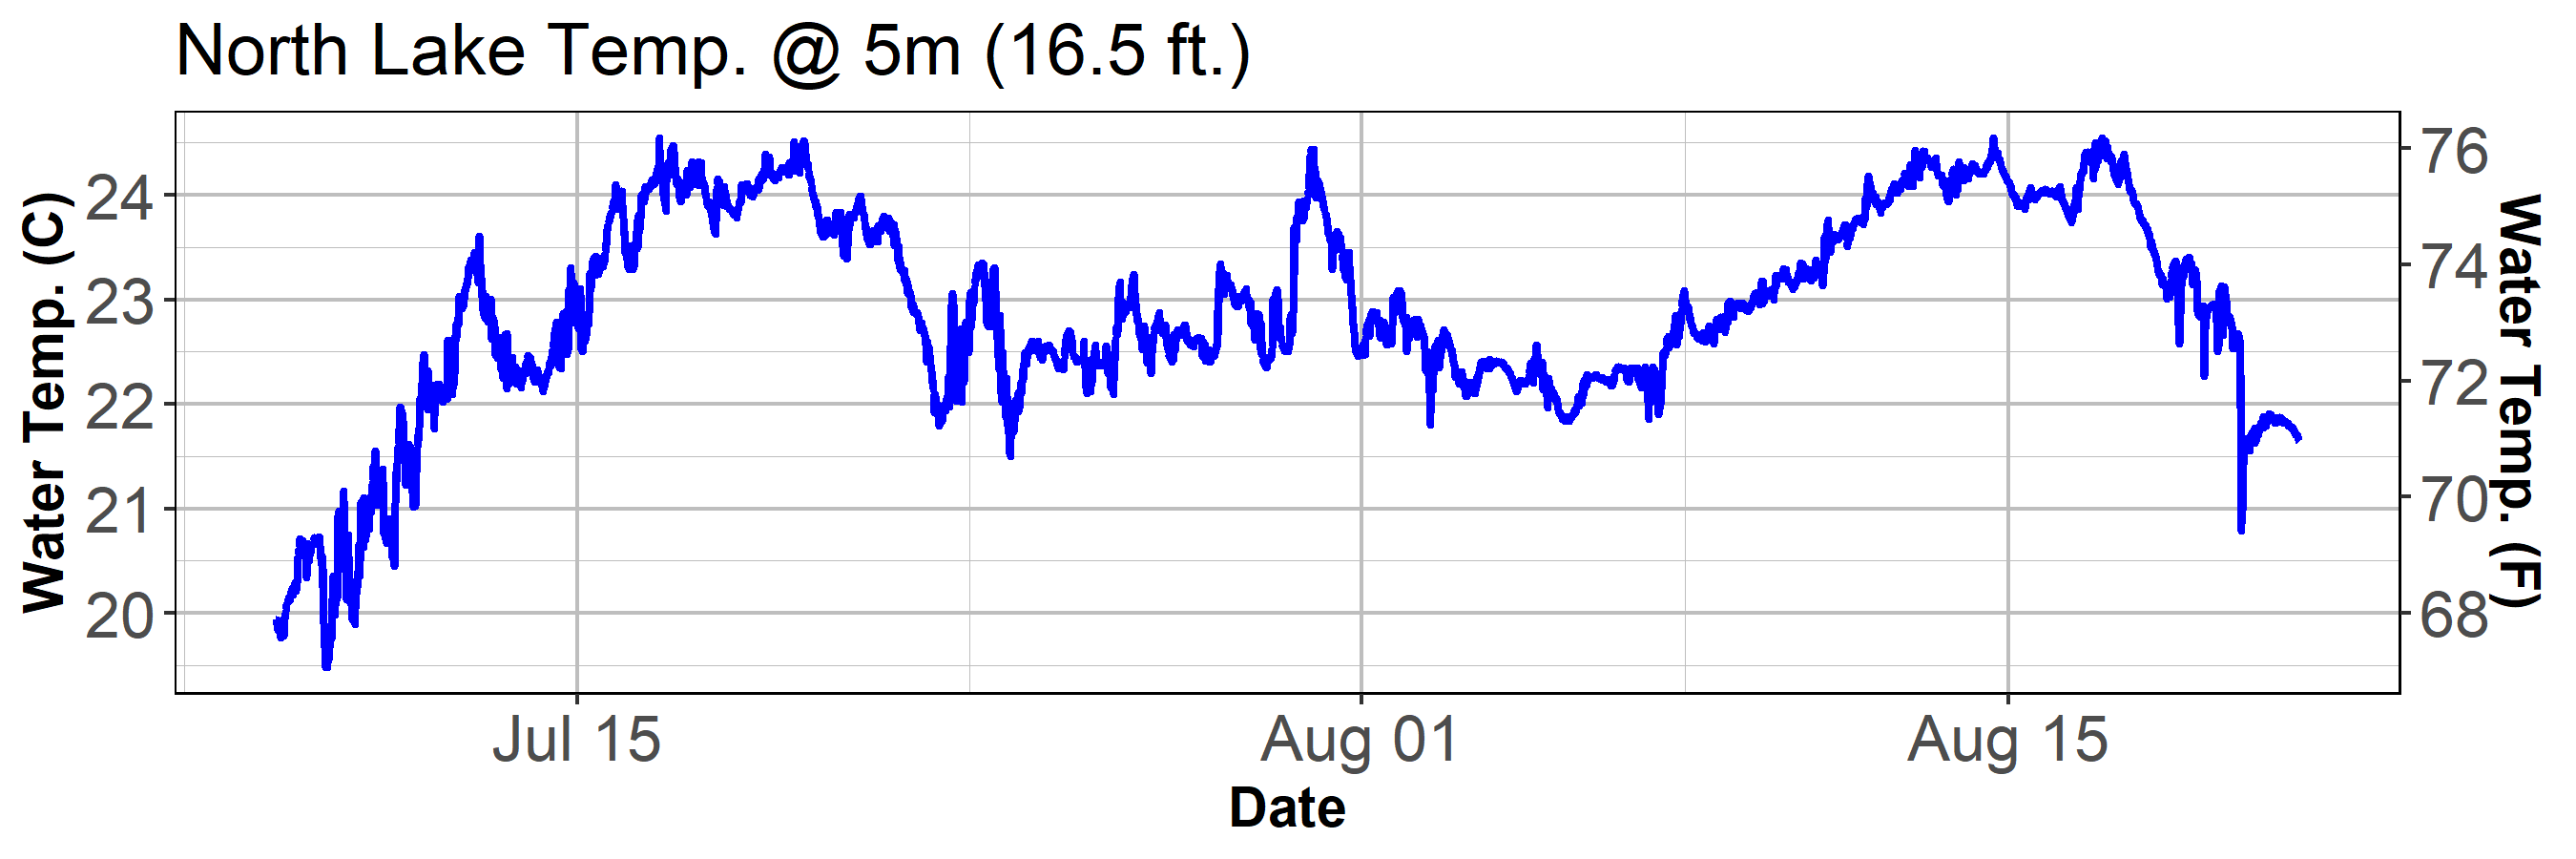 North Lake Temp. @ 5m (16.5 ft.)
Water Temp. (C)
24
23
22
21
20
76
74
72
70
68
Water Temp. (F)
Jul 15
Aug 01
Aug 15
Date